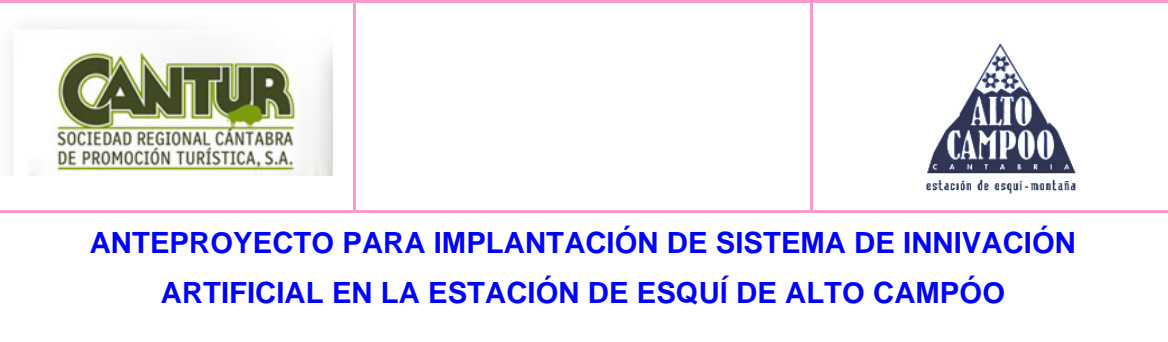 CANTUR
SOCIEDAD REGIONAL CÁNTABRA
DE PROMOCIÓN TURÍSTICA, S.A.
ALTO
CAMPOO
CANTABRIA
estación de esquí-montaña
ANTEPROYECTO PARA IMPLANTACIÓN DE SISTEMA DE INNIVACIÓN
ARTIFICIAL EN LA ESTACIÓN DE ESQUÍ DE ALTO CAMPÓO